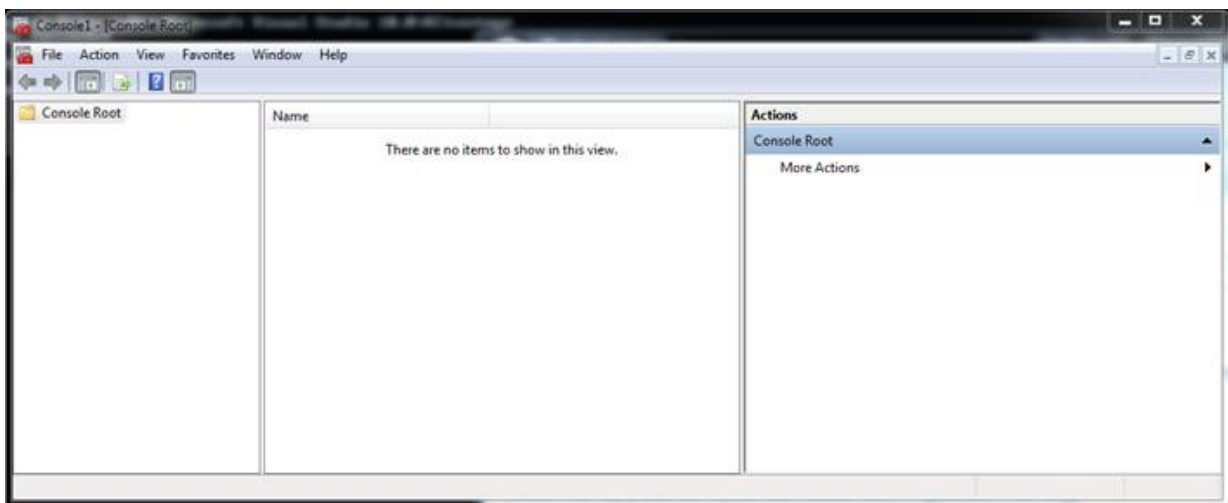 Console1 - [Console Root]
File Action View Favorites Window Help
Console Root
Name
There are no items to show in this view.
Actions
Console Root
More Actions